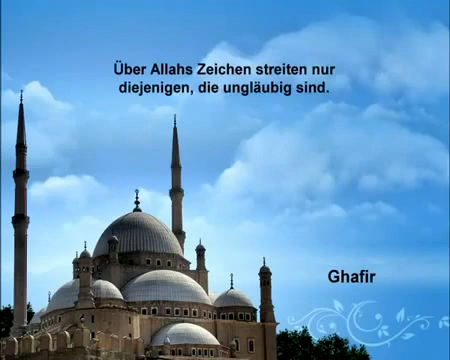 Über Allahs Zeichen streiten nur
diejenigen, die ungläubig sind.
Ghafir